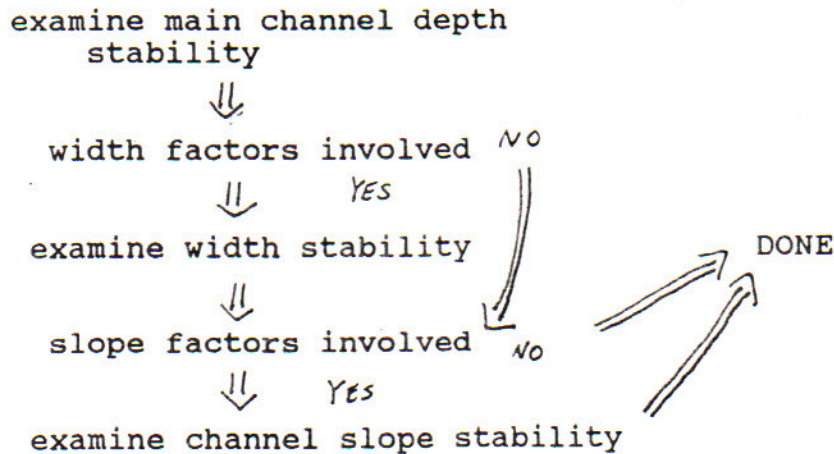 examine main channel depth
stability
width factors involved NO
YES
examine width stability
DONE
slope factors involved NO
YES
examine channel slope stability